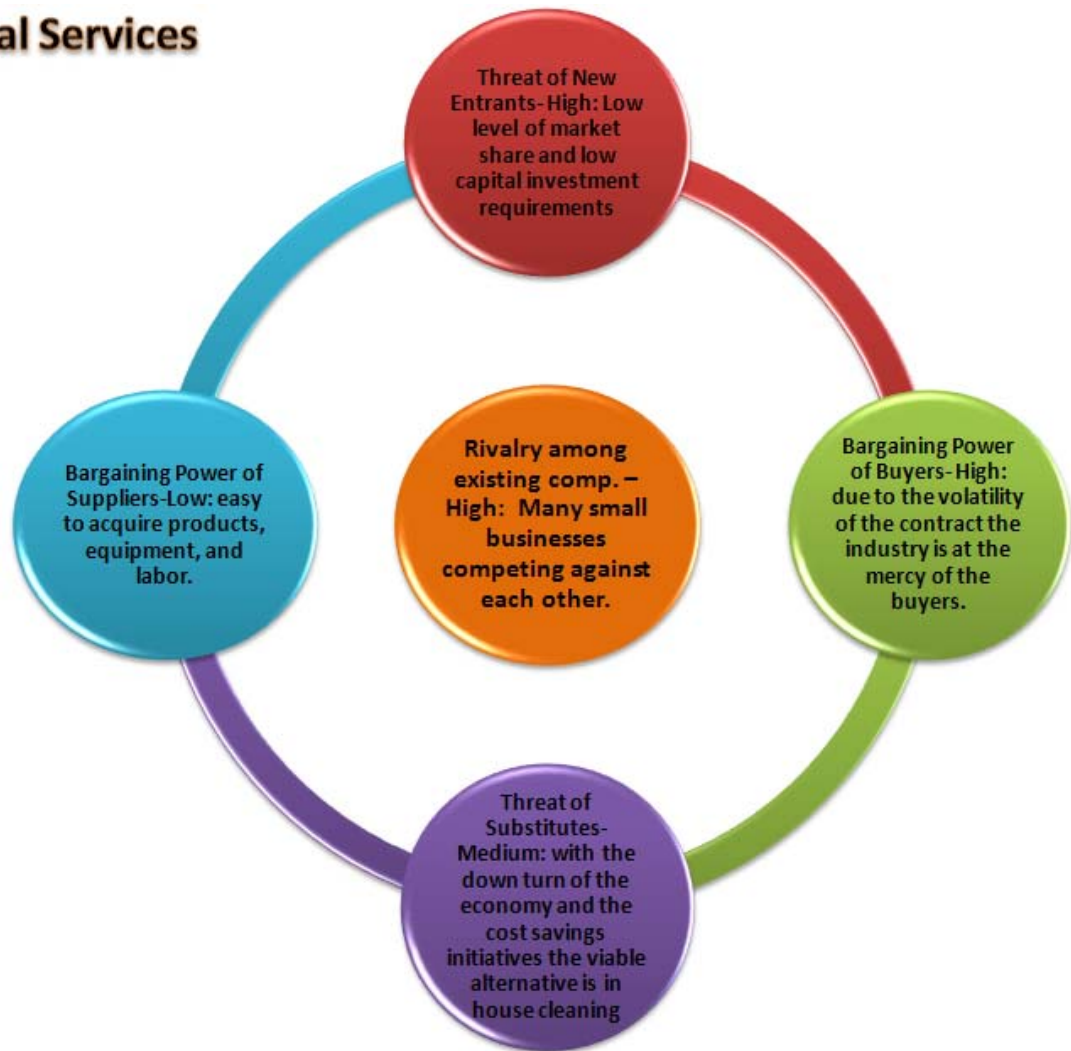 al Services
Threat of New
Entrants-High: Low
level of market
share and low
capital investment
requirements
Bargaining Power of
Suppliers-Low: easy
to acquire products,
equipment, and
labor.
Rivalry among
existing comp. –
High: Many small
businesses
competing against
each other.
Bargaining Power
of Buyers-High:
due to the volatility
of the contract the
industry is at the
mercy of the
buyers.
Threat of
Substitutes-
Medium: with the
down turn of the
economy and the
cost savings
initiatives the viable
alternative is in
house cleaning